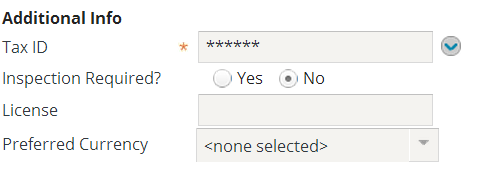 Additional Info
Tax ID * ******
Inspection Required? Yes No
License
Preferred Currency <none selected>